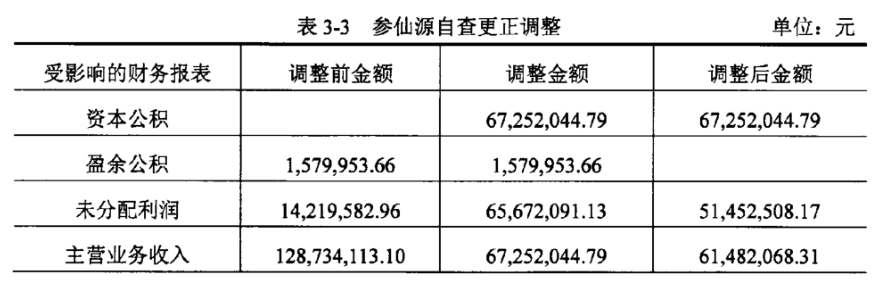 表 3-3 参仙源自查更正调整 单位：元
受影响的财务报表 调整前金额 调整金额 调整后金额
资本公积 67,252,044.79 67,252,044.79
盈余公积 1,579,953.66 1,579,953.66
未分配利润 14,219,582.96 65,672,091.13 51,452,508.17
主营业务收入 128,734,113.10 67,252,044.79 61,482,068.31